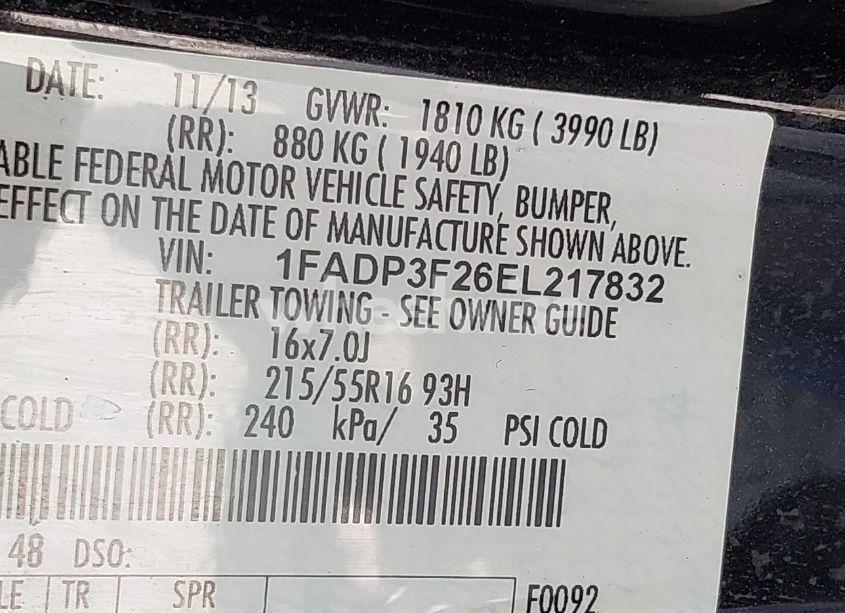 DATE: 11/13 GVWR: 1810 KG ( 3990 LB)
(RR): 880 KG ( 1940 LB)
ABLE FEDERAL MOTOR VEHICLE SAFETY, BUMPER,
EFFECT ON THE DATE OF MANUFACTURE SHOWN ABOVE.
VIN: 1FADP3F26EL217832
TRAILER TOWING - SEE OWNER GUIDE
(RR): 16x7.0J
(RR): 215/55R16 93H
COLD (RR): 240 kPa/ 35 PSI COLD
48 DSO:
LE TR SPR F0092